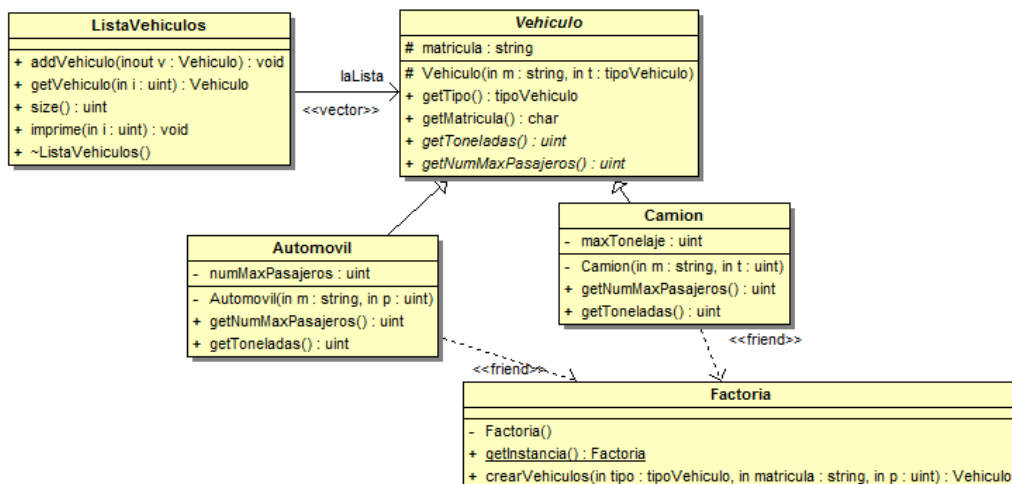 ListaVehiculos
+ addVehiculo(inout v : Vehiculo) : void
+ getVehiculo(in i : uint) : Vehiculo
+ size() : uint
+ imprime(in i : uint) : void
+ ~ListaVehiculos()
laLista
<<vector>>
Vehiculo
# matricula : string
# Vehiculo(in m : string, in t : tipoVehiculo)
+ getTipo() : tipoVehiculo
+ getMatricula() : char
+ getToneladas() : uint
+ getNumMaxPasajeros() : uint
Automovil
- numMaxPasajeros : uint
- Automovil(in m : string, in p : uint)
+ getNumMaxPasajeros() : uint
+ getToneladas() : uint
Camion
- maxTonelaje : uint
- Camion(in m : string, in t : uint)
+ getNumMaxPasajeros() : uint
+ getToneladas() : uint
<<friend>>
<<friend>>
Factoria
- Factoria()
+ getInstancia() : Factoria
+ crearVehiculos(in tipo : tipoVehiculo, in matricula : string, in p : uint) : Vehiculo